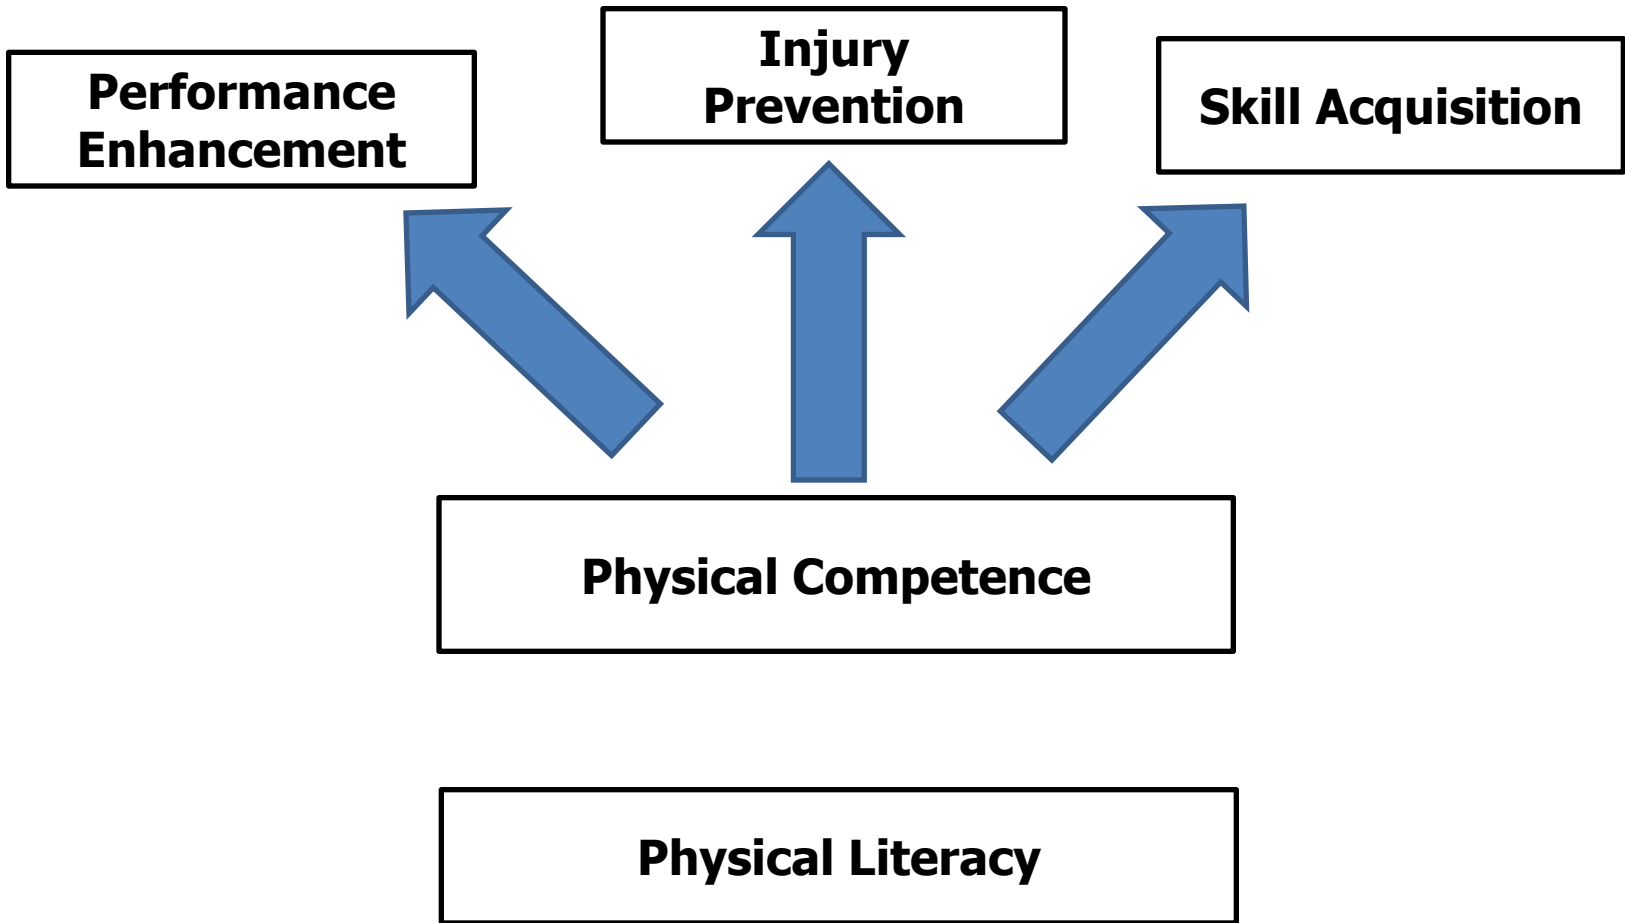 Performance
Enhancement
Injury
Prevention
Skill Acquisition
Physical Competence
Physical Literacy